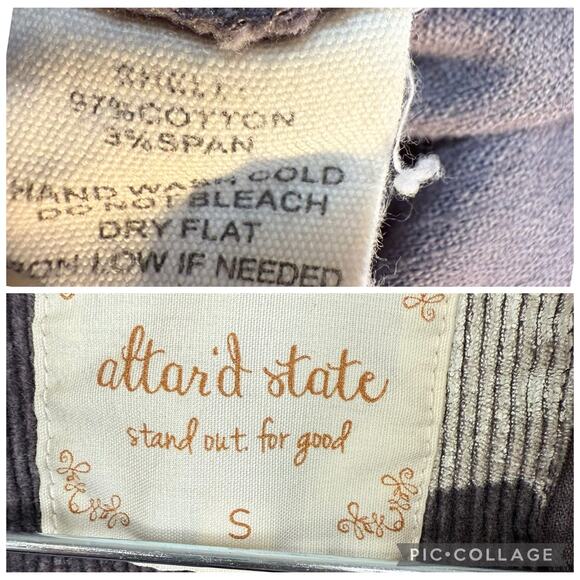 SHELL:
97%COTTON
3%SPAN
HAND WASH COLD
DO NOT BLEACH
DRY FLAT
IRON LOW IF NEEDED
altar'd state
stand out. for good
S
PIC•COLLAGE